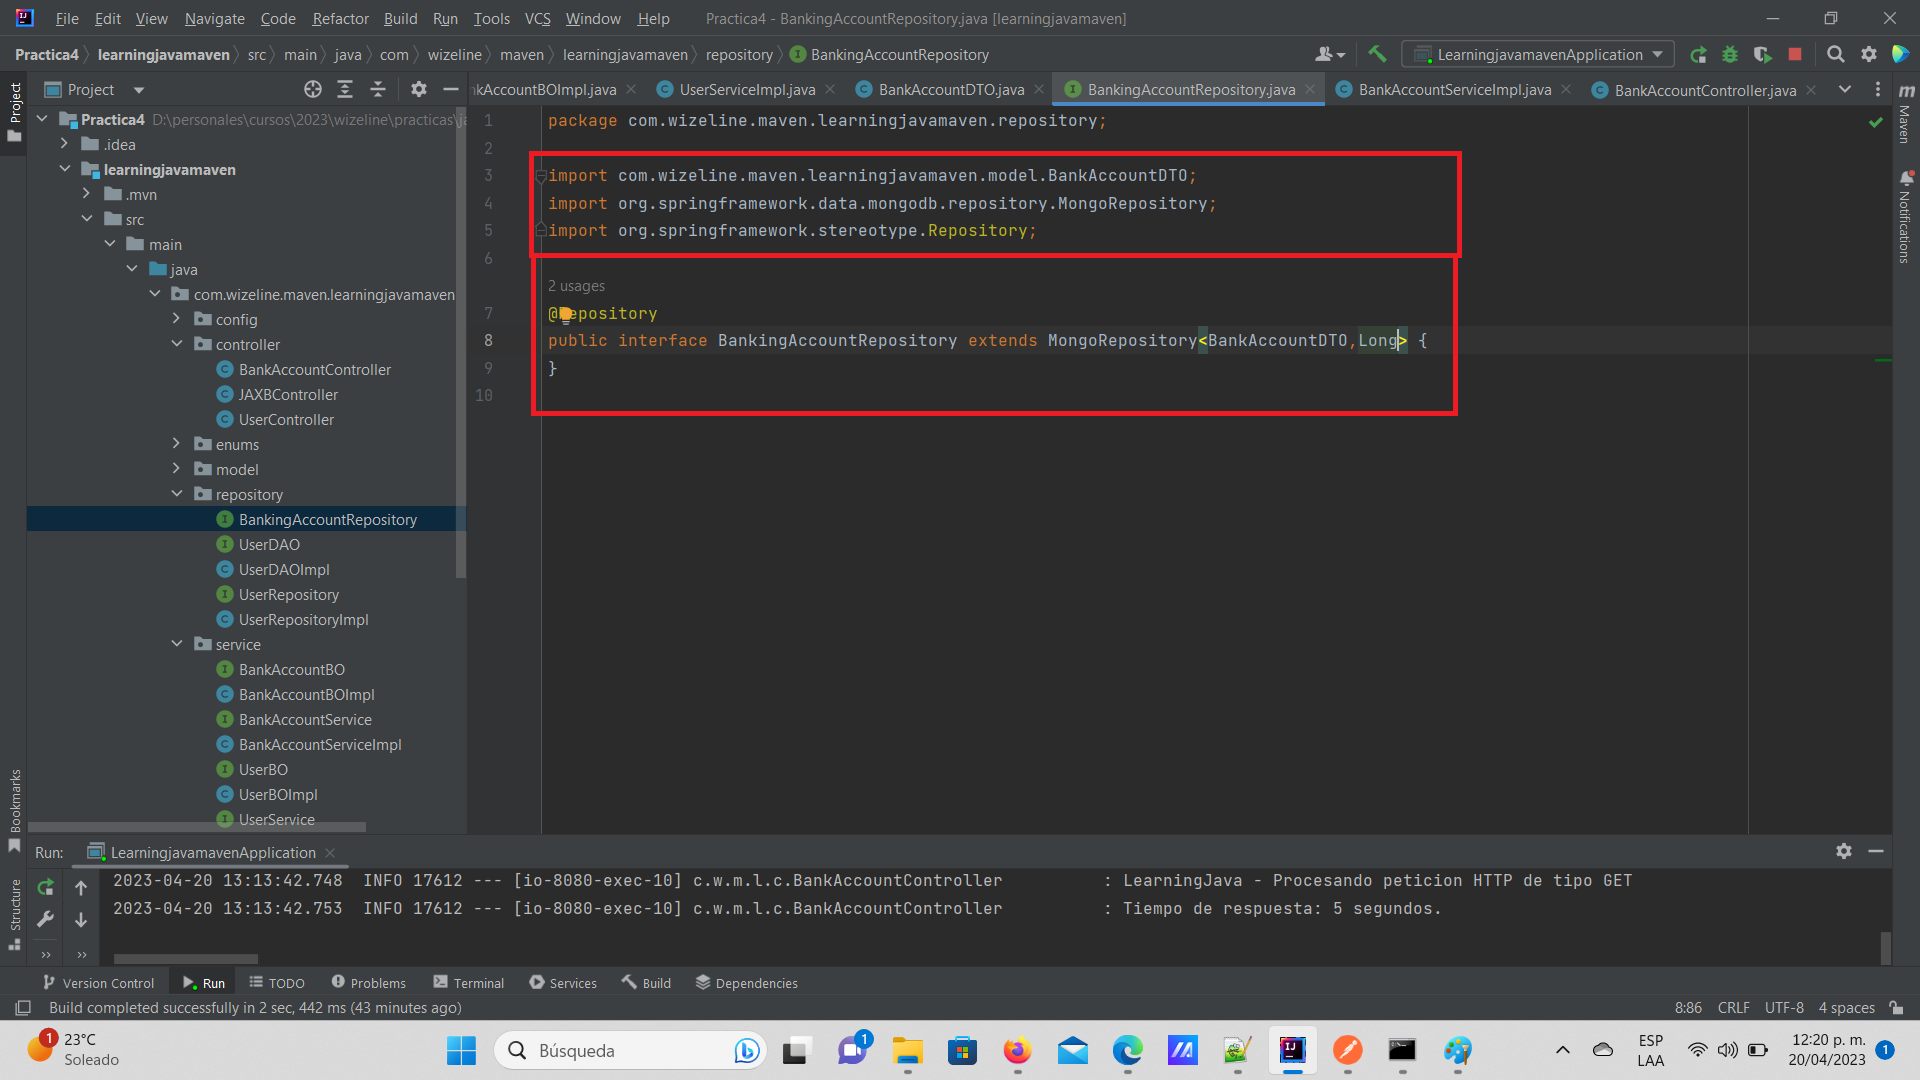 File Edit View Navigate Code Refactor Build Run Tools VCS Window Help Practica4 - BankingAccountRepository.java [learningjavamaven]
Practica4 learningjavamaven src main java com wizeline maven learningjavamaven repository BankingAccountRepository LearningjavamavenApplication
Project
Project
nkAccountBOImpl.java UserServiceImpl.java BankAccountDTO.java BankingAccountRepository.java BankAccountServiceImpl.java BankAccountController.java
Maven
Notifications
Practica4 D:\personales\cursos\2023\wizeline\practicas\ja
.idea
learningjavamaven
.mvn
src
main
java
com.wizeline.maven.learningjavamaven
config
controller
BankAccountController
JAXBController
UserController
enums
model
repository
BankingAccountRepository
UserDAO
UserDAOImpl
UserRepository
UserRepositoryImpl
service
BankAccountBO
BankAccountBOImpl
BankAccountService
BankAccountServiceImpl
UserBO
UserBOImpl
UserService
1 package com.wizeline.maven.learningjavamaven.repository;
2
3 import com.wizeline.maven.learningjavamaven.model.BankAccountDTO;
4 import org.springframework.data.mongodb.repository.MongoRepository;
5 import org.springframework.stereotype.Repository;
6
2 usages
7 @Repository
8 public interface BankingAccountRepository extends MongoRepository<BankAccountDTO,Long> {
9 }
10
Bookmarks
Structure
Run: LearningjavamavenApplication
2023-04-20 13:13:42.748 INFO 17612 --- [io-8080-exec-10] c.w.m.l.c.BankAccountController : LearningJava - Procesando peticion HTTP de tipo GET
2023-04-20 13:13:42.753 INFO 17612 --- [io-8080-exec-10] c.w.m.l.c.BankAccountController : Tiempo de respuesta: 5 segundos.
Version Control Run TODO Problems Terminal Services Build Dependencies
Build completed successfully in 2 sec, 442 ms (43 minutes ago) 8:86 CRLF UTF-8 4 spaces
1 23°C
Soleado
Búsqueda
1
ESP
LAA
12:20 p. m.
20/04/2023
1